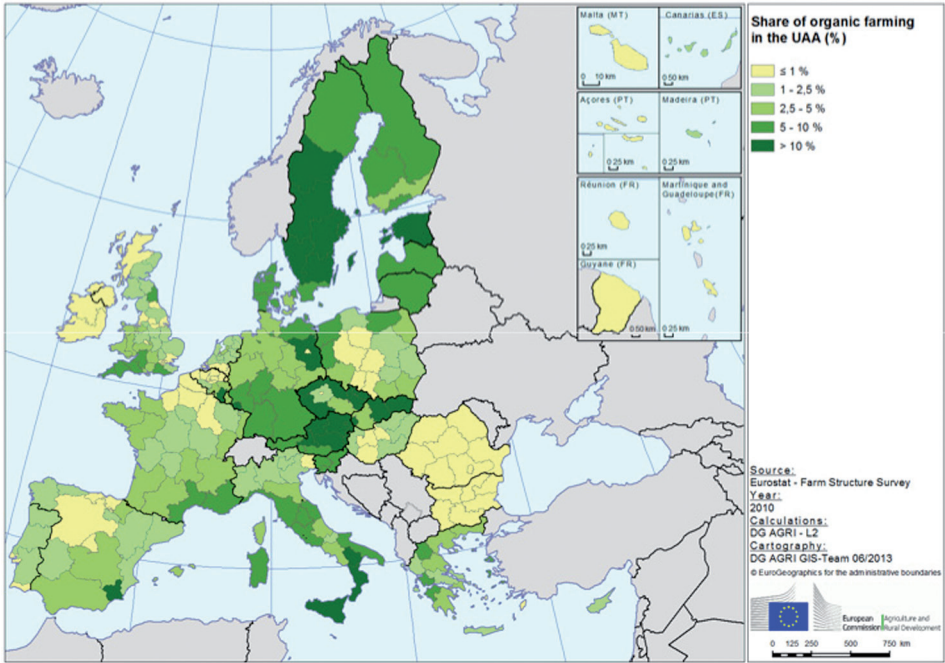 Malta (MT)
0 10 km
Canarias (ES)
0 50 km
Açores (PT)
0 25 km
Madeira (PT)
0 25 km
Réunion (FR)
0 25 km
Martinique and
Guadeloupe(FR)
0 25 km
Guyane (FR)
0 50 km
Share of organic farming
in the UAA (%)
≤ 1 %
1 - 2,5 %
2,5 - 5 %
5 - 10 %
> 10 %
Source:
Eurostat - Farm Structure Survey
Year:
2010
Calculations:
DG AGRI - L2
Cartography:
DG AGRI GIS-Team 06/2013
© EuroGeographics for the administrative boundaries
European
Commission
Agriculture and
Rural Development
0 125 250 500 750 km